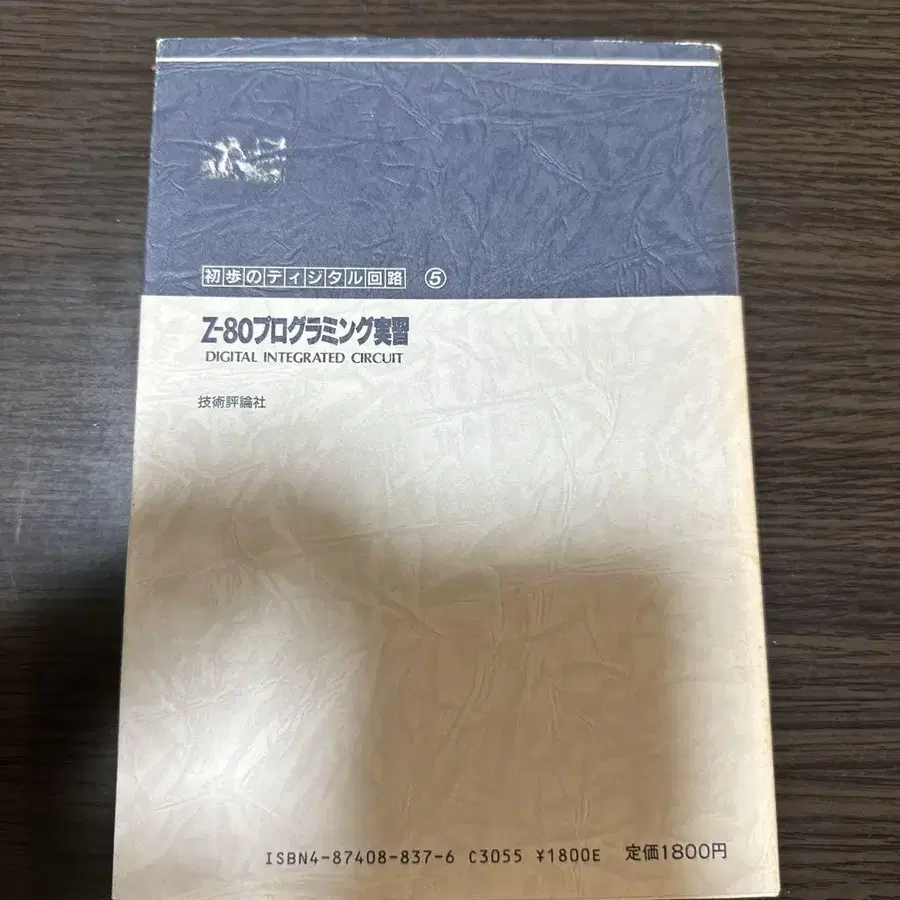 初歩のディジタル回路 ⑤
Z-80プログラミング実習
DIGITAL INTEGRATED CIRCUIT
技術評論社
ISBN4-87408-837-6 C3055 ¥1800E 定価1800円